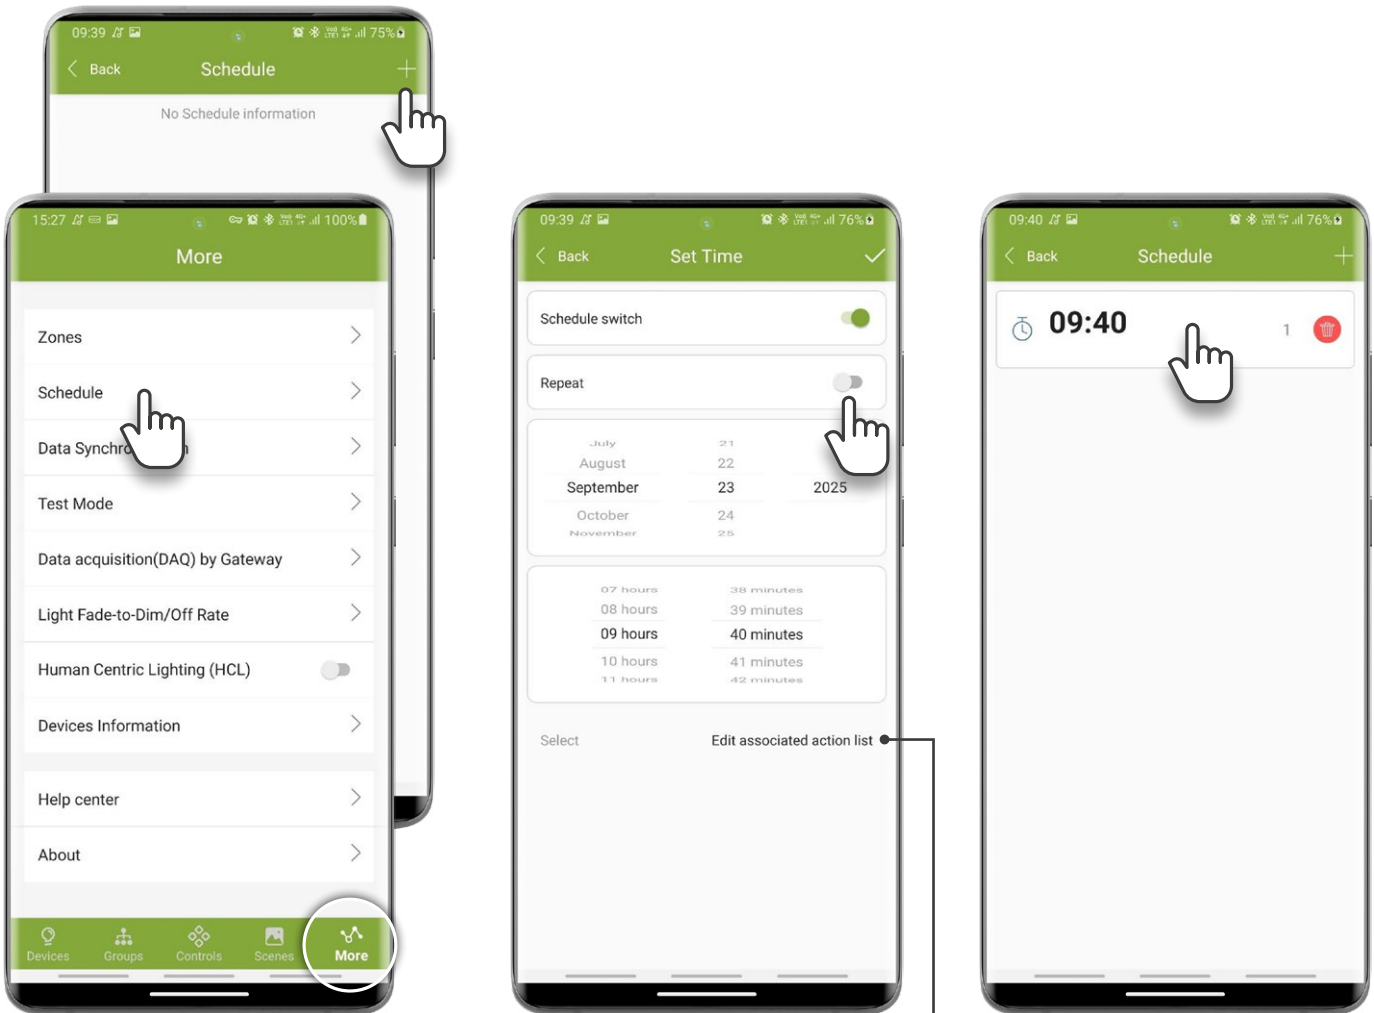 09:39 75%
Back Schedule
No Schedule information
15:27 100%
More
Zones
Schedule
Data Synchro n
Test Mode
Data acquisition(DAQ) by Gateway
Light Fade-to-Dim/Off Rate
Human Centric Lighting (HCL)
Devices Information
Help center
About
Devices Groups Controls Scenes More
09:39 76%
Back Set Time
Schedule switch
Repeat
July 21
August 22
September 23 2025
October 24
November 25
07 hours 38 minutes
08 hours 39 minutes
09 hours 40 minutes
10 hours 41 minutes
11 hours 42 minutes
Select Edit associated action list
09:40 76%
Back Schedule
09:40 1